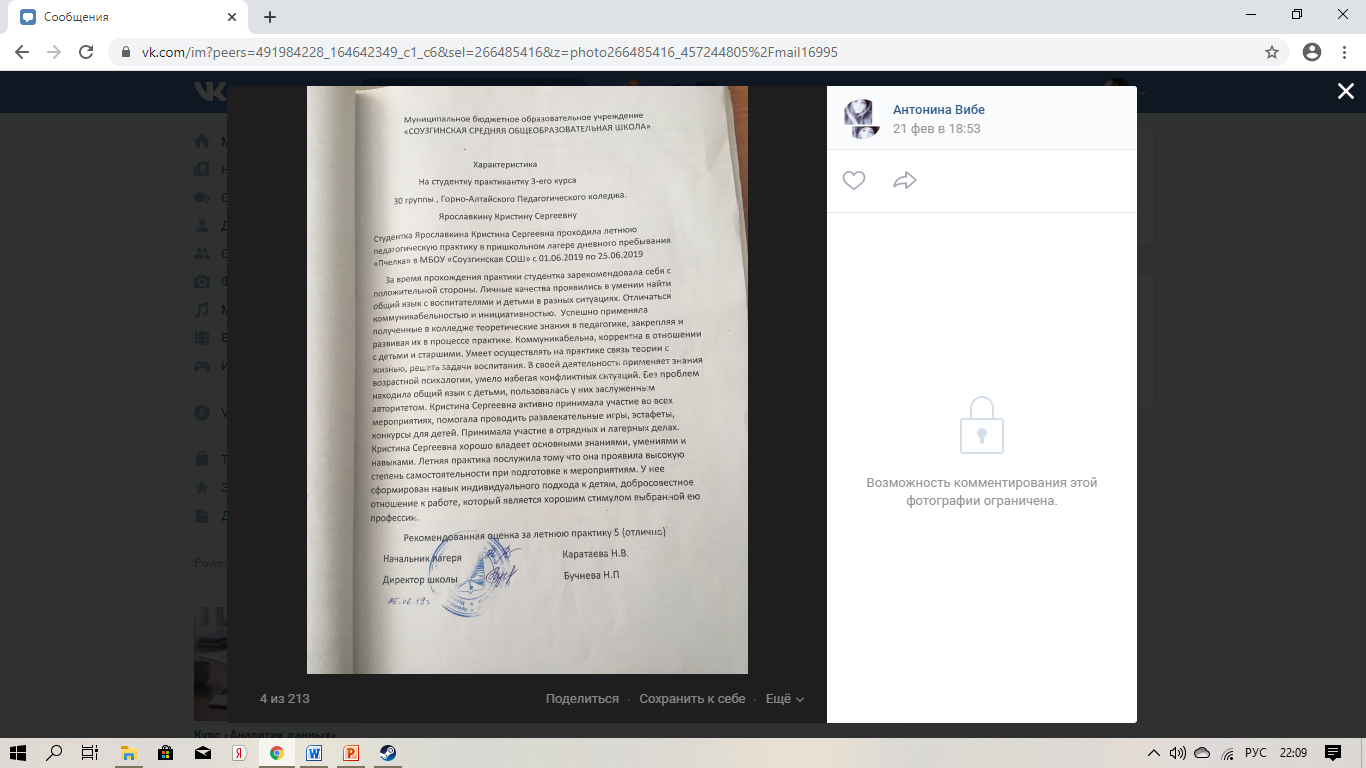 Сообщения
vk.com/im?peers=491984228_164642349_c1_c6&sel=266485416&z=photo266485416_457244805%2Fmail16995
Муниципальное бюджетное образовательное учреждение
«СОУЗГИНСКАЯ СРЕДНЯЯ ОБЩЕОБРАЗОВАТЕЛЬНАЯ ШКОЛА»
Характеристика
На студентку практикантку 3-его курса
30 группы , Горно-Алтайского Педагогического коледжа.
Ярославкину Кристину Сергеевну
Студентка Ярославкина Кристина Сергеевна проходила летнюю
педагогическую практику в пришкольном лагере дневного пребывания
«Пчелка» в МБОУ «Соузгинская СОШ» с 01.06.2019 по 25.06.2019
За время прохождения практики студентка зарекомендовала себя с
положительной стороны. Личные качества проявились в умении найти
общий язык с воспитателями и детьми в разных ситуациях. Отличаться
коммуникабельностью и инициативностью. Успешно применяла
полученные в колледже теоретические знания в педагогике, закрепляя и
развивая их в процессе практике. Коммуникабельна, корректна в отношении
с детьми и старшими. Умеет осуществлять на практике связь теории с
жизнью, решать задачи воспитания. В своей деятельности применяет знания
возрастной психологии, умело избегая конфликтных ситуаций. Без проблем
находила общий язык с детьми, пользовалась у них заслуженным
авторитетом. Кристина Сергеевна активно принимала участие во всех
мероприятиях, помогала проводить развлекательные игры, эстафеты,
конкурсы для детей. Принимала участие в отрядных и лагерных делах.
Кристина Сергеевна хорошо владеет основными знаниями, умениями и
навыками. Летняя практика послужила тому что она проявила высокую
степень самостоятельности при подготовке к мероприятиям. У нее
сформирован навык индивидуального подхода к детям, добросовестное
отношение к работе, который является хорошим стимулом выбранной ею
профессии.
Рекомендованная оценка за летнюю практику 5 (отлично)
Начальник лагеря Каратаева Н.В.
Директор школы Бучнева Н.П
25.06.19г
Антонина Вибе
21 фев в 18:53
Возможность комментирования этой
фотографии ограничена.
4 из 213
Поделиться · Сохранить к себе · Ещё
Курс «Аналитик данных»
РУС 22:09